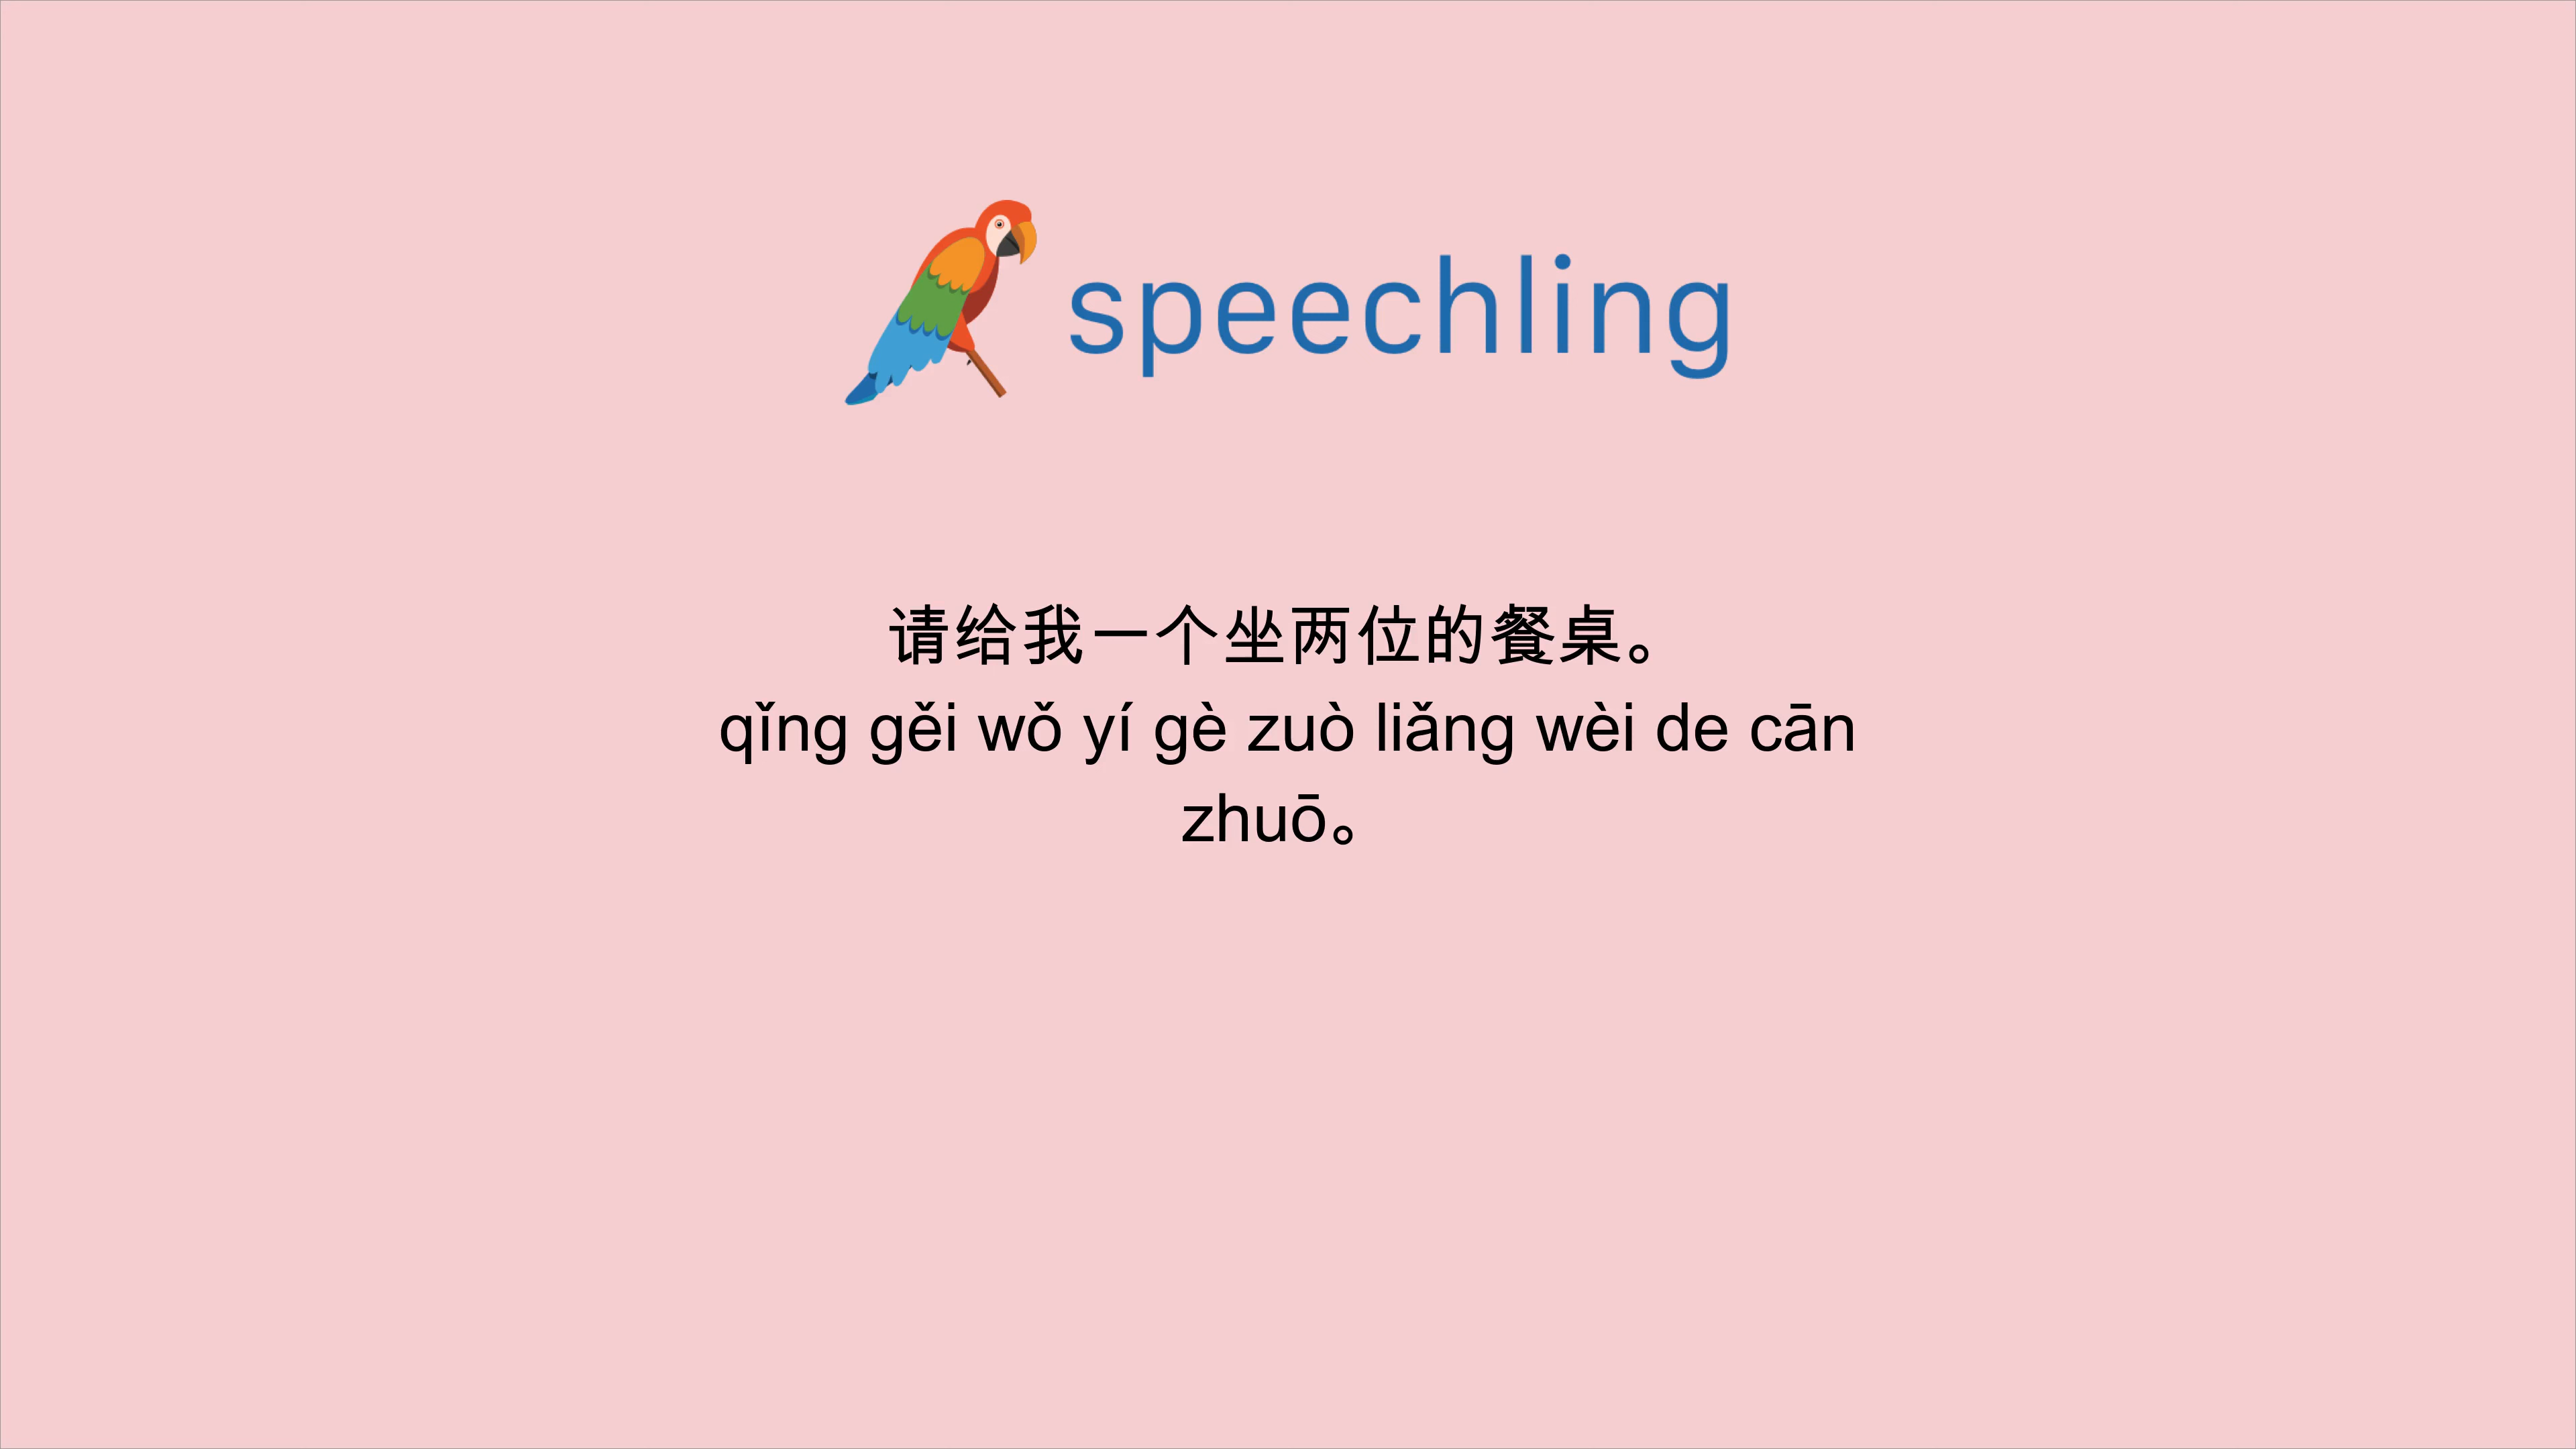 speechling
请给我一个坐两位的餐桌。
qǐng gěi wǒ yí gè zuò liǎng wèi de cān
zhuō。